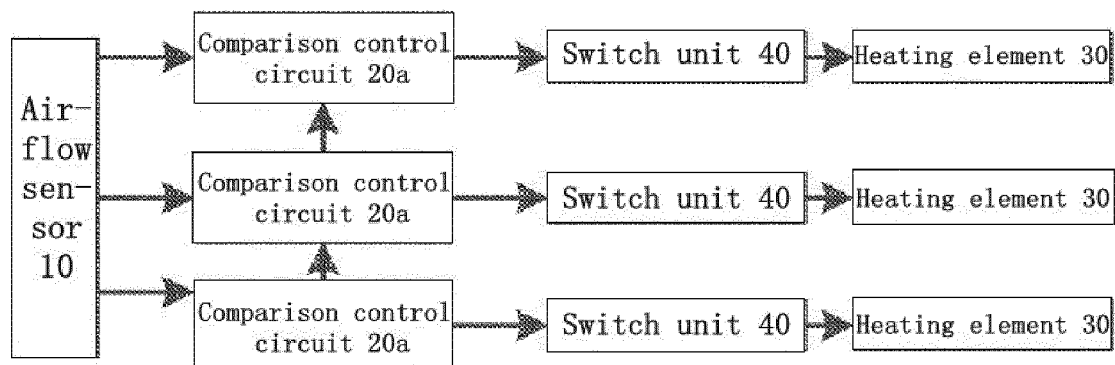 Air-
flow
sen-
sor
10
Comparison control
circuit 20a
Switch unit 40
Heating element 30
Comparison control
circuit 20a
Switch unit 40
Heating element 30
Comparison control
circuit 20a
Switch unit 40
Heating element 30